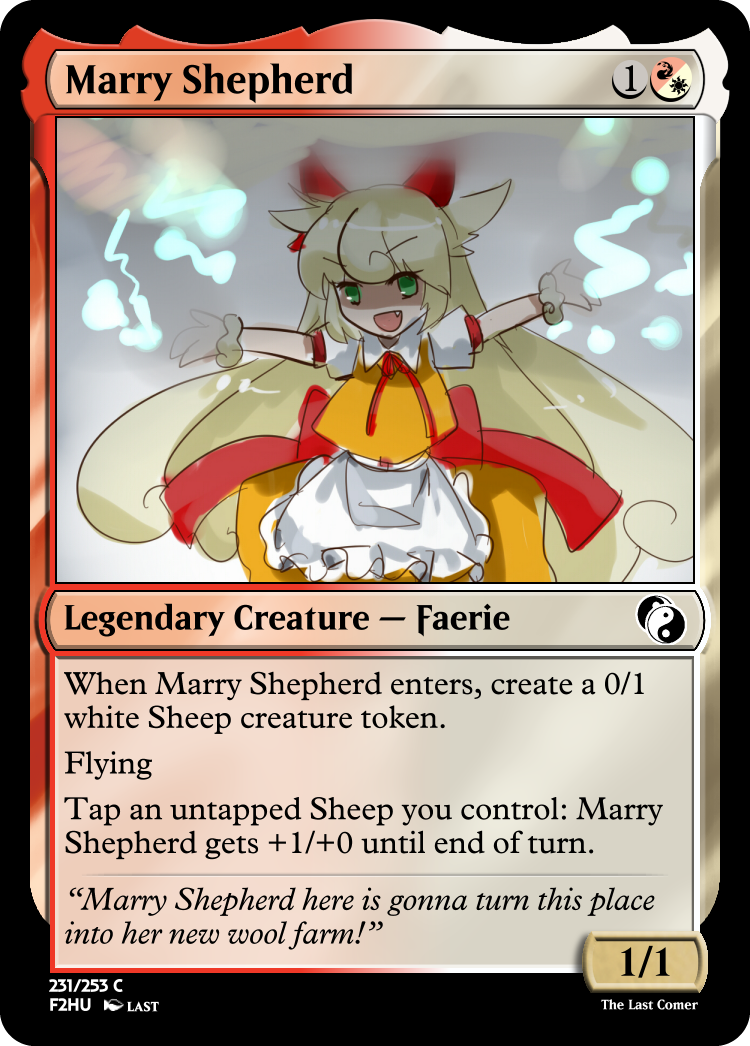 Marry Shepherd
1
Legendary Creature — Faerie
When Marry Shepherd enters, create a 0/1
white Sheep creature token.
Flying
Tap an untapped Sheep you control: Marry
Shepherd gets +1/+0 until end of turn.
“Marry Shepherd here is gonna turn this place
into her new wool farm!”
1/1
231/253 C
F2HU LAST
The Last Comer